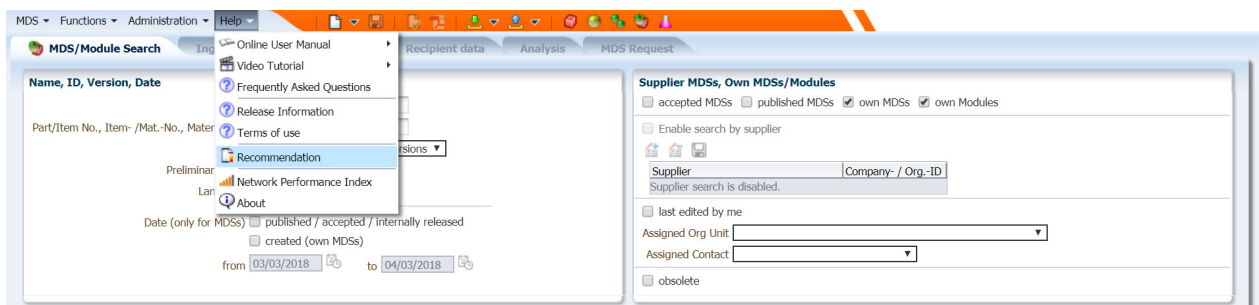 MDS Functions Administration Help
MDS/Module Search Ing Recipient data Analysis MDS Request
Online User Manual
Video Tutorial
Frequently Asked Questions
Release Information
Terms of use
Recommendation
Network Performance Index
About
Name, ID, Version, Date
Part/Item No., Item- /Mat.-No., Mater
rsions
Preliminar
Lan
Date (only for MDSs) published / accepted / internally released
created (own MDSs)
from 03/03/2018 to 04/03/2018
Supplier MDSs, Own MDSs/Modules
accepted MDSs published MDSs own MDSs own Modules
Enable search by supplier
Supplier Company- / Org.-ID
Supplier search is disabled.
last edited by me
Assigned Org Unit
Assigned Contact
obsolete